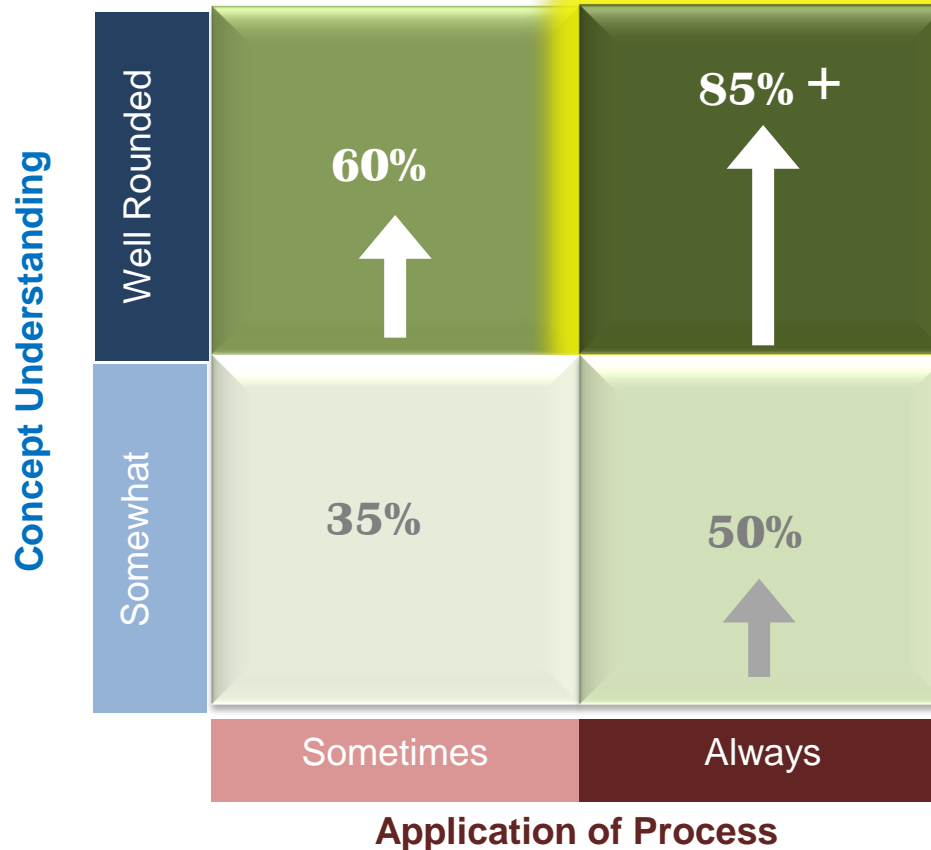 Concept Understanding
Well Rounded
60%
85% +
Somewhat
35%
50%
Sometimes
Always
Application of Process